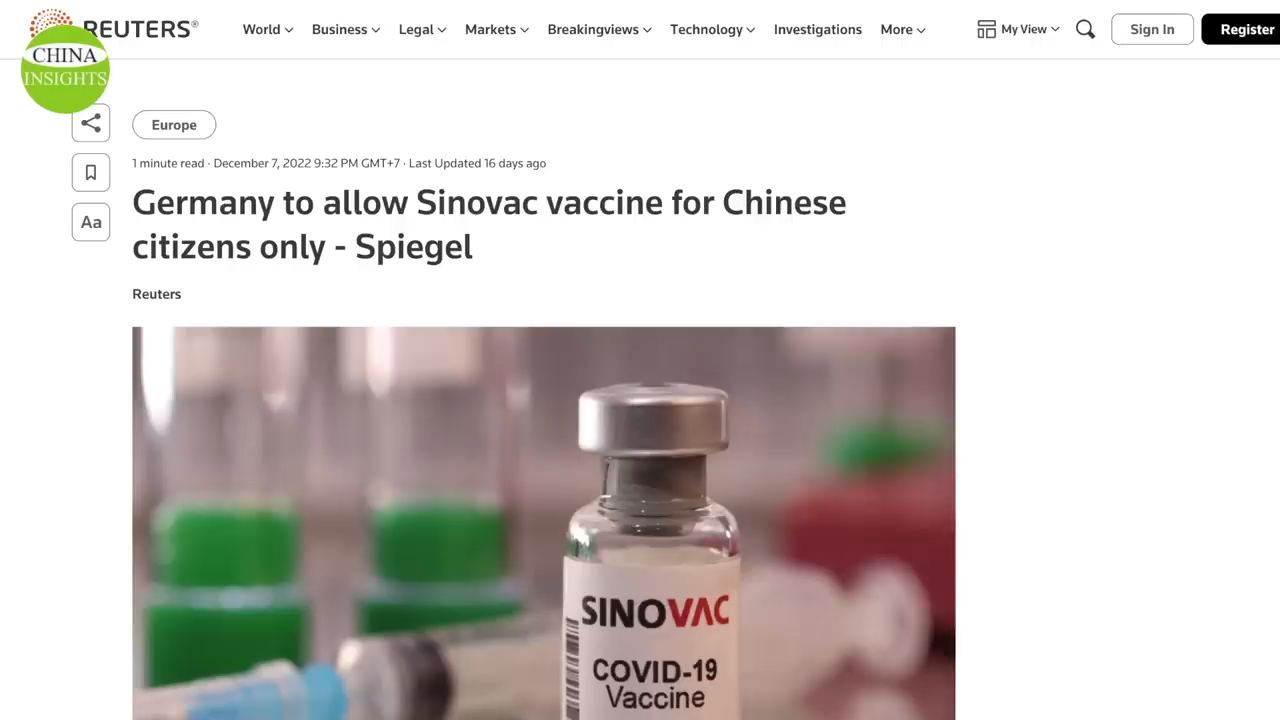 REUTERS®
World
Business
Legal
Markets
Breakingviews
Technology
Investigations
More
My View
Sign In
Register
CHINA
INSIGHTS
Europe
1 minute read · December 7, 2022 9:32 PM GMT+7 · Last Updated 16 days ago
Aa
Germany to allow Sinovac vaccine for Chinese
citizens only - Spiegel
Reuters
SINOVAC
COVID-19
Vaccine